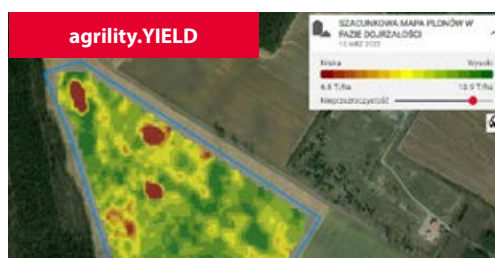 agrility.YIELD
SZACUNKOWA MAPA PLONÓW W
FAZIE DOJRZAŁOŚCI
Niska Wysoki
6.8 T/ha 10.9 T/ha
Nieprzezroczystość